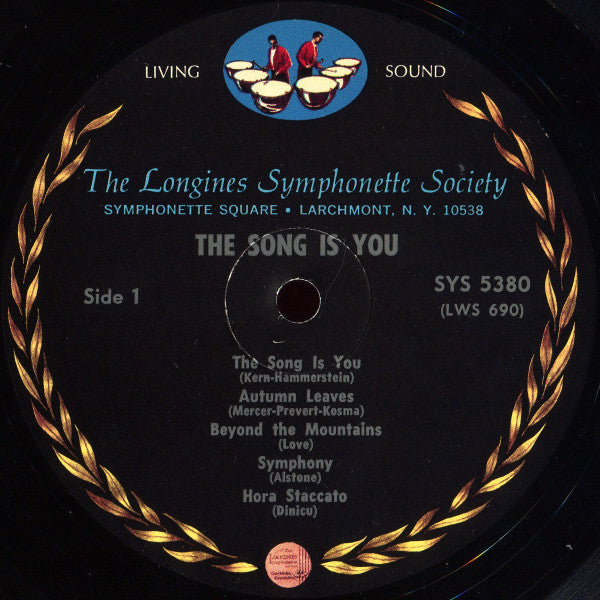 LIVING SOUND
The Longines Symphonette Society
SYMPHONETTE SQUARE • LARCHMONT, N. Y. 10538
THE SONG IS YOU
Side 1
SYS 5380
(LWS 690)
The Song Is You
(Kern-Hammerstein)
Autumn Leaves
(Mercer-Prevert-Kosma)
Beyond the Mountains
(Love)
Symphony
(Alstone)
Hora Staccato
(Dinicu)
LONGINES